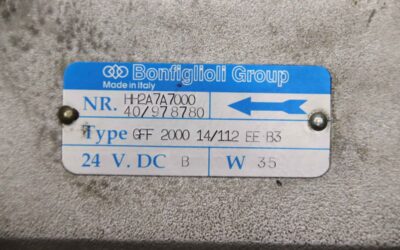 Bonfiglioli Group
Made in Italy
NR. HH2A7A7000
40/978780
Type GFF 2000 14/112 EE B3
24 V. DC B W 35